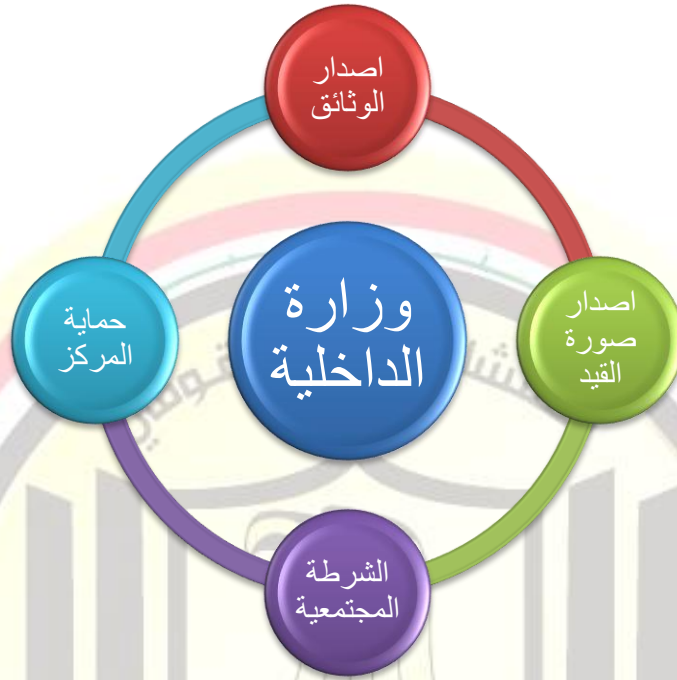 اصدار
الوثائق
اصدار
صورة
القيد
وزارة
الداخلية
حماية
المركز
الشرطة
المجتمعية